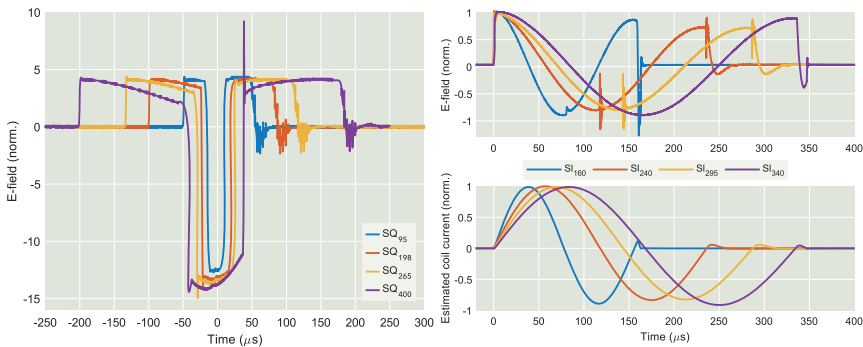 10
5
0
-5
-10
-15
E-field (norm.)
SQ95
SQ198
SQ265
SQ400
-250 -200 -150 -100 -50 0 50 100 150 200 250 300
Time (μs)
1
0.5
0
-0.5
-1
E-field (norm.)
0 50 100 150 200 250 300 350 400
SI160 SI240 SI295 SI340
1
0.5
0
-0.5
-1
Estimated coil current (norm.)
0 50 100 150 200 250 300 350 400
Time (μs)